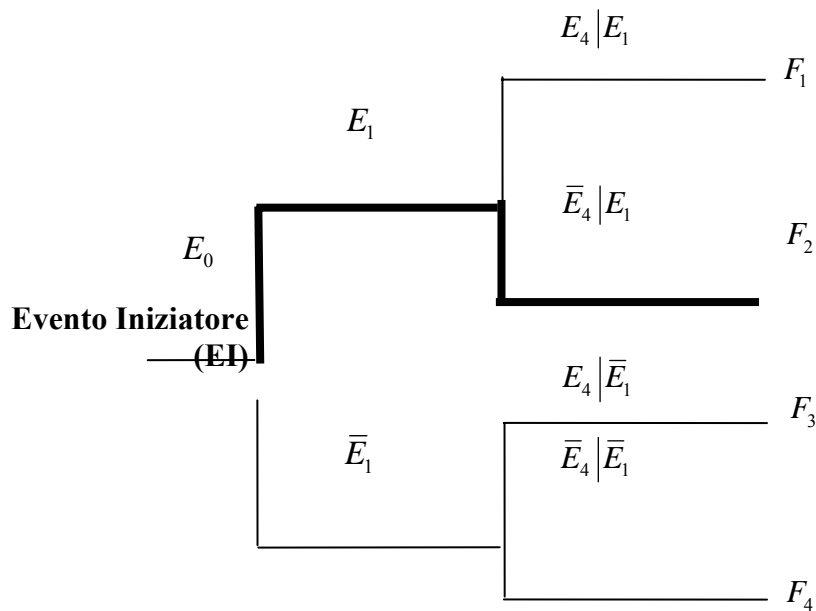 E₄|E₁
F₁
E₁
Ē₄|E₁
F₂
E₀
Evento Iniziatore
(EI)
E₄|Ē₁
F₃
Ē₁
Ē₄|Ē₁
F₄